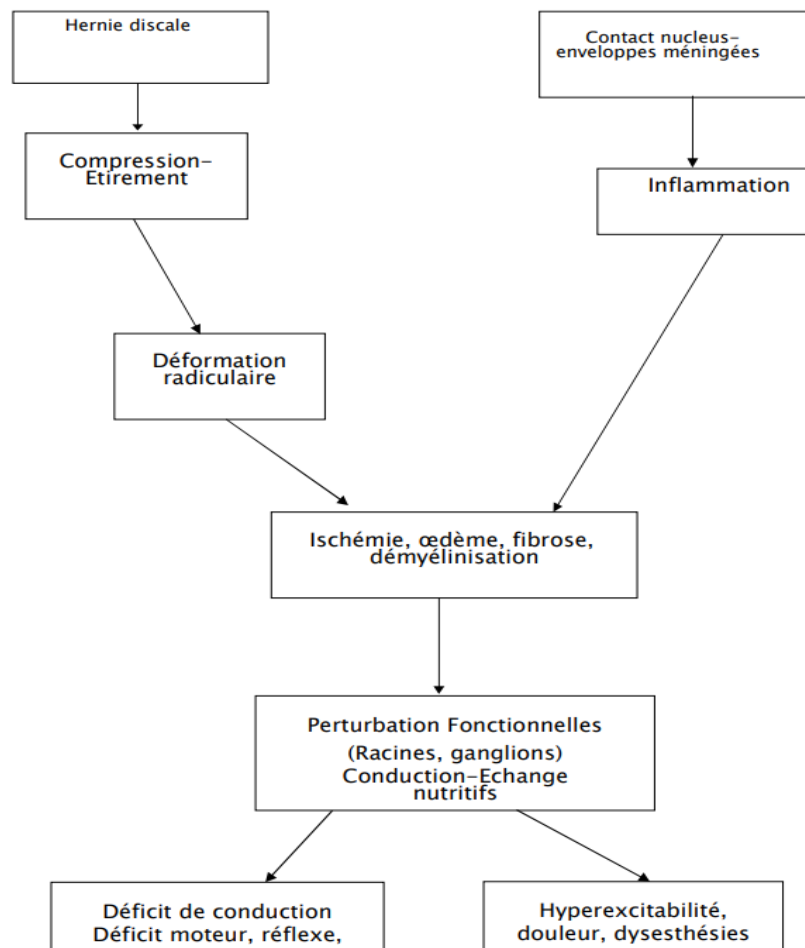 Hernie discale
Contact nucleus-
enveloppes méningées
Compression-
Etirement
Inflammation
Déformation
radiculaire
Ischémie, œdème, fibrose,
démyélinisation
Perturbation Fonctionnelles
(Racines, ganglions)
Conduction-Echange
nutritifs
Déficit de conduction
Déficit moteur, réflexe,
Hyperexcitabilité,
douleur, dysesthésies